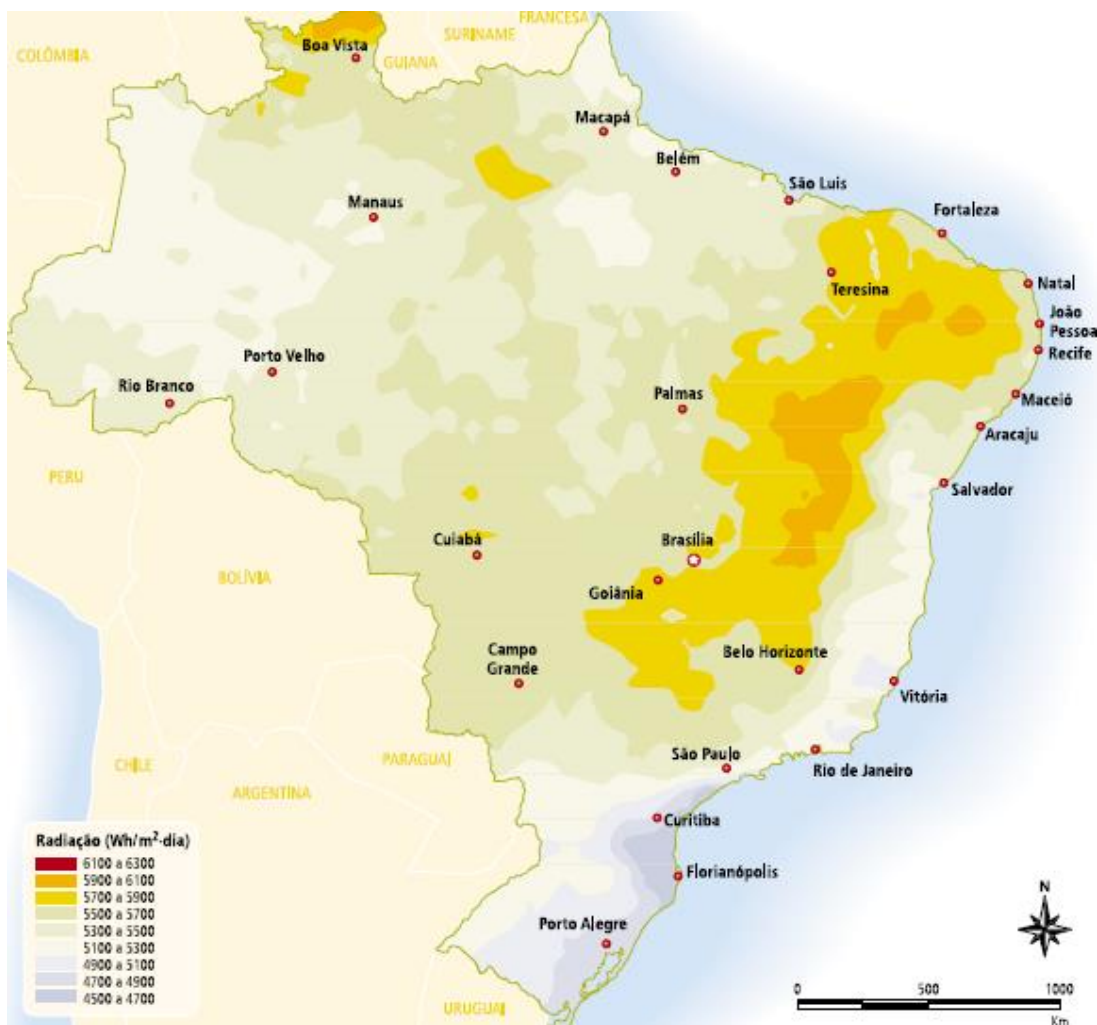 FRANCESA
SURINAME
COLÔMBIA
Boa Vista
GUIANA
Macapá
Belém
São Luis
Manaus
Fortaleza
Teresina
Natal
João
Pessoa
Recife
Porto Velho
Rio Branco
Palmas
Maceió
Aracaju
PERU
Salvador
Cuiabá
Brasília
BOLÍVIA
Goiânia
Campo
Grande
Belo Horizonte
Vitória
São Paulo
Rio de Janeiro
PARAGUAI
CHILE
ARGENTINA
Curitiba
Florianópolis
Porto Alegre
URUGUAI
Radiação (Wh/m²-dia)
6100 a 6300
5900 a 6100
5700 a 5900
5500 a 5700
5300 a 5500
5100 a 5300
4900 a 5100
4700 a 4900
4500 a 4700
N
0 500 1000
Km